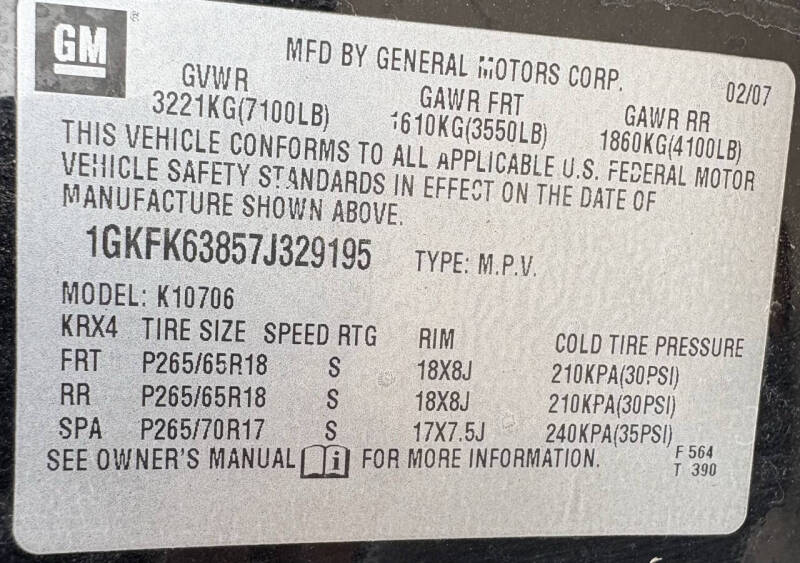 GM
MFD BY GENERAL MOTORS CORP. 02/07
GVWR GAWR FRT GAWR RR
3221KG(7100LB) 1610KG(3550LB) 1860KG(4100LB)
THIS VEHICLE CONFORMS TO ALL APPLICABLE U.S. FEDERAL MOTOR
VEHICLE SAFETY STANDARDS IN EFFECT ON THE DATE OF
MANUFACTURE SHOWN ABOVE.
1GKFK63857J329195 TYPE: M.P.V.
MODEL: K10706
KRX4 TIRE SIZE SPEED RTG RIM COLD TIRE PRESSURE
FRT P265/65R18 S 18X8J 210KPA(30PSI)
RR P265/65R18 S 18X8J 210KPA(30PSI)
SPA P265/70R17 S 17X7.5J 240KPA(35PSI)
SEE OWNER'S MANUAL i FOR MORE INFORMATION. F 564
T 390